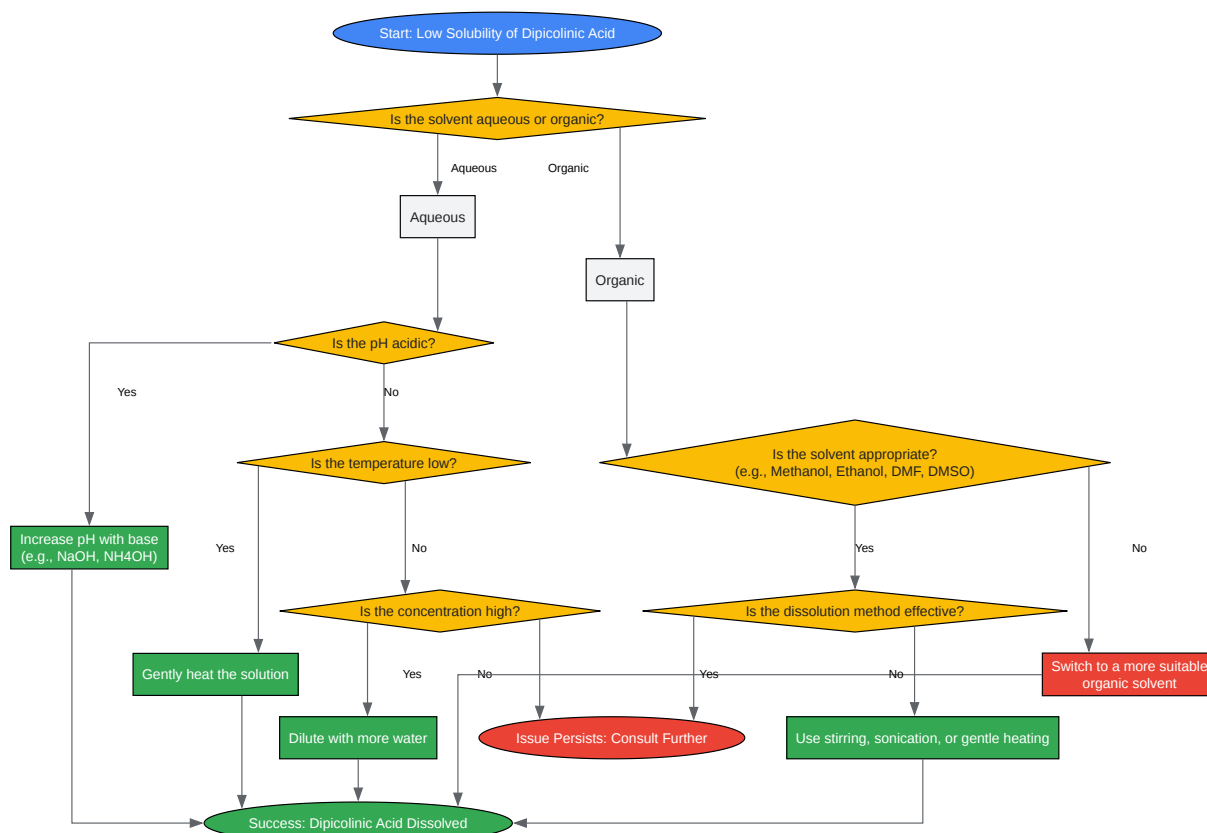 Start: Low Solubility of Dipicolinic Acid
Is the solvent aqueous or organic?
Aqueous
Organic
Aqueous
Organic
Is the pH acidic?
Yes
No
Is the temperature low?
Is the solvent appropriate?
(e.g., Methanol, Ethanol, DMF, DMSO)
Increase pH with base
(e.g., NaOH, NH4OH)
Yes
No
Yes
No
Is the concentration high?
Is the dissolution method effective?
Gently heat the solution
Yes
No
Yes
No
Switch to a more suitable
organic solvent
Dilute with more water
Issue Persists: Consult Further
Use stirring, sonication, or gentle heating
Success: Dipicolinic Acid Dissolved